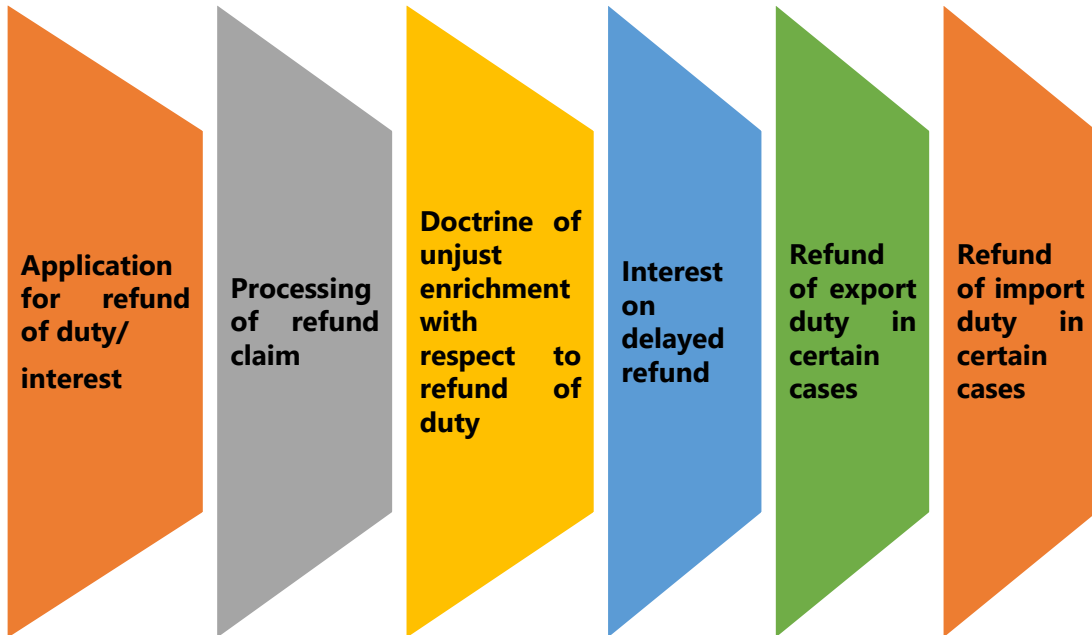 Application
for refund
of duty/
interest
Processing
of refund
claim
Doctrine of
unjust
enrichment
with
respect to
refund of
duty
Interest
on
delayed
refund
Refund
of export
duty in
certain
cases
Refund
of import
duty in
certain
cases